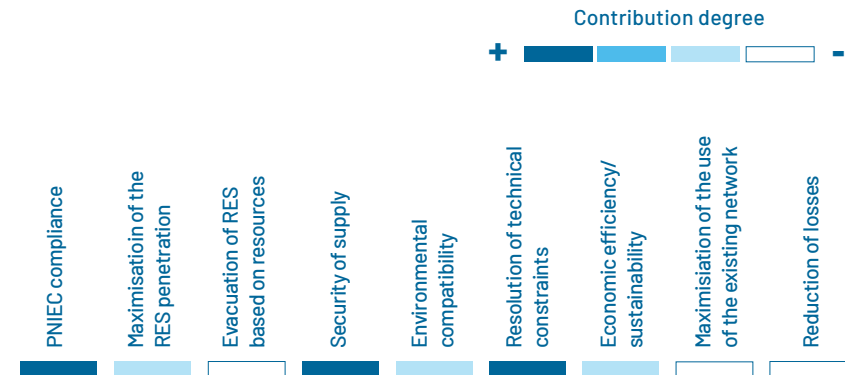 Contribution degree
+ -
PNIEC compliance
Maximisatioin of the
RES penetration
Evacuation of RES
based on resources
Security of supply
Environmental
compatibility
Resolution of technical
constraints
Economic efficiency/
sustainability
Maximisiation of the use
of the existing network
Reduction of losses